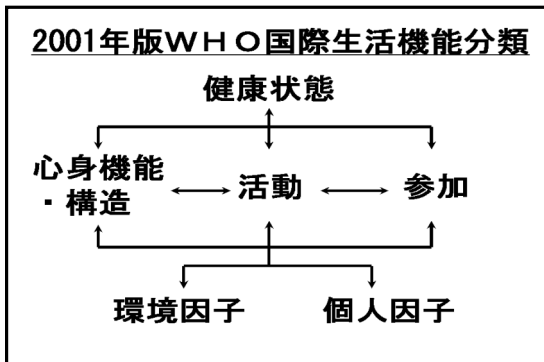 2001年版WHO国際生活機能分類
健康状態
心身機能
・構造
活動
参加
環境因子
個人因子